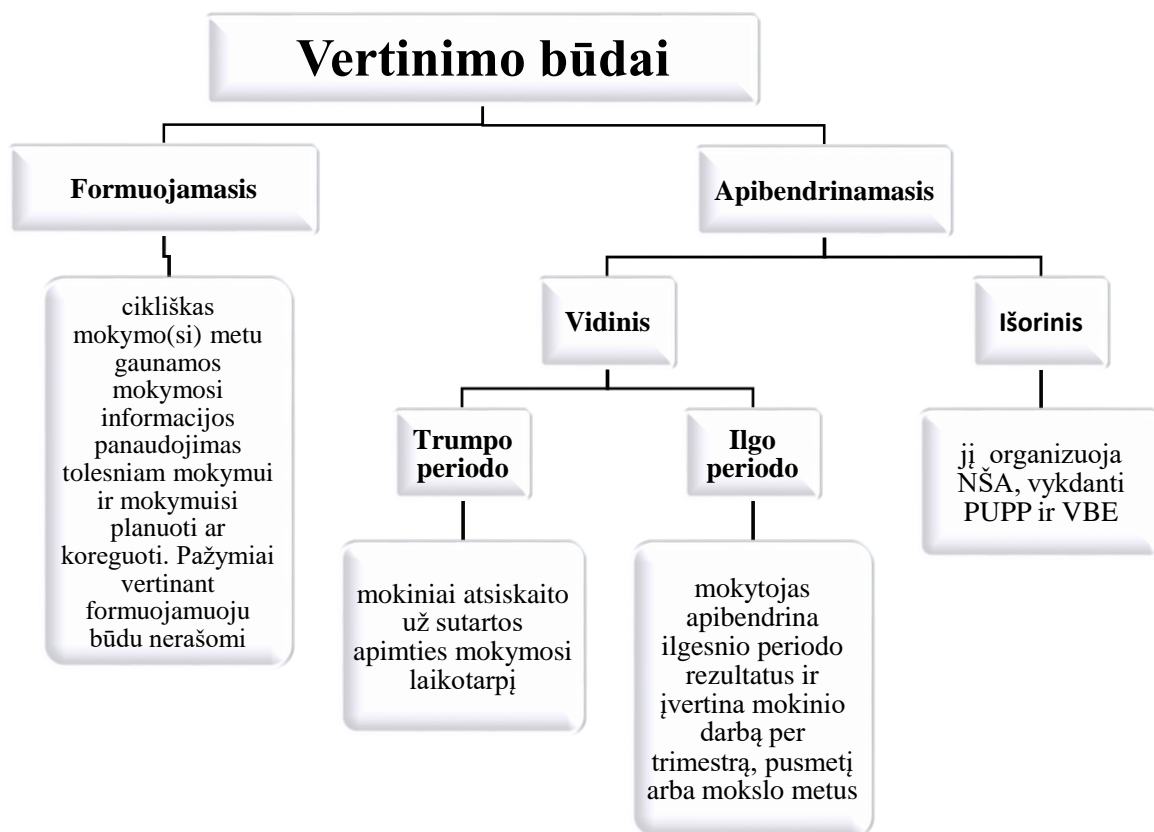 Vertinimo būdai
Formuojamasis
Apibendrinamasis
cikliškas
mokymo(si) metu
gaunamos
mokymosi
informacijos
panaudojimas
tolesniam mokymui
ir mokymuisi
planuoti ar
koreguoti. Pažymiai
vertinant
formuojamuoju
būdu nerašomi
Vidinis
Išorinis
Trumpo
periodo
Ilgo
periodo
jį organizuoja
NŠA, vykdanti
PUPP ir VBE
mokiniai atsiskaito
už sutartos
apimties mokymosi
laikotarpį
mokytojas
apibendrina
ilgesnio periodo
rezultatus ir
įvertina mokinio
darbą per
trimestrą, pusmetį
arba mokslo metus